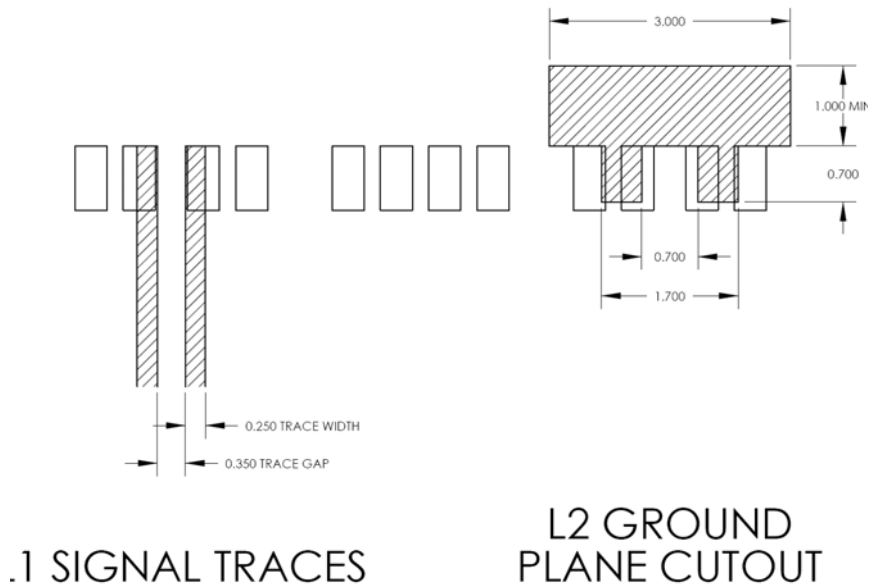 3.000
1.000 MIN
0.700
0.700
1.700
0.250 TRACE WIDTH
0.350 TRACE GAP
.1 SIGNAL TRACES
L2 GROUND
PLANE CUTOUT